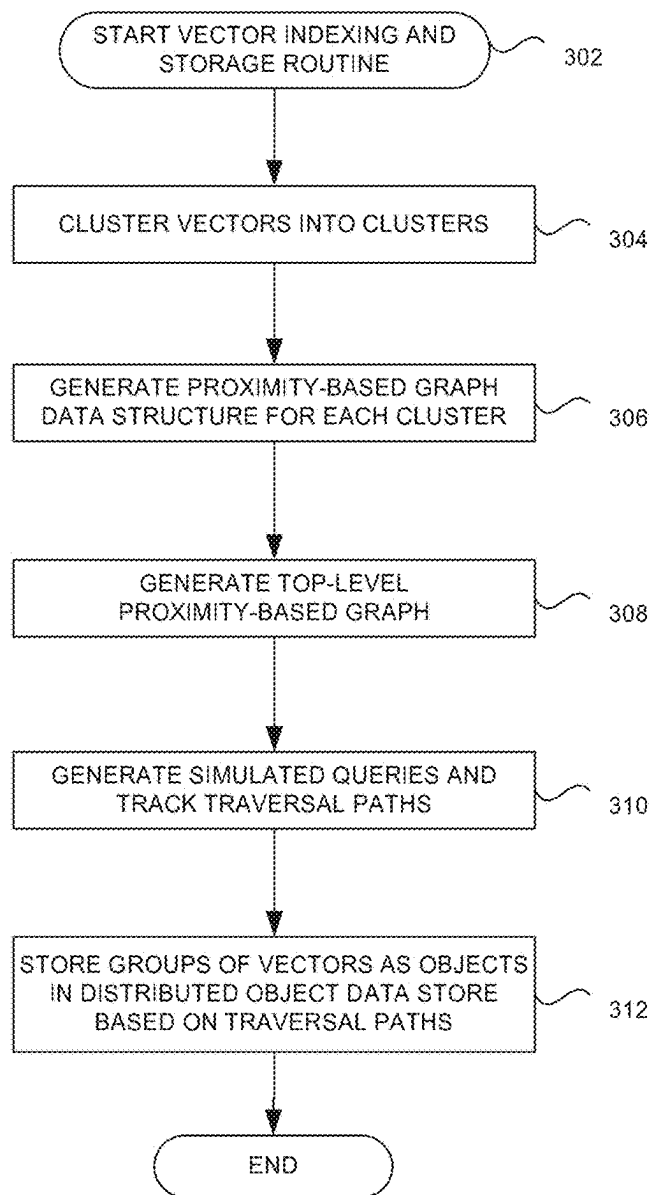 START VECTOR INDEXING AND
STORAGE ROUTINE
302
CLUSTER VECTORS INTO CLUSTERS
304
GENERATE PROXIMITY-BASED GRAPH
DATA STRUCTURE FOR EACH CLUSTER
306
GENERATE TOP-LEVEL
PROXIMITY-BASED GRAPH
308
GENERATE SIMULATED QUERIES AND
TRACK TRAVERSAL PATHS
310
STORE GROUPS OF VECTORS AS OBJECTS
IN DISTRIBUTED OBJECT DATA STORE
BASED ON TRAVERSAL PATHS
312
END